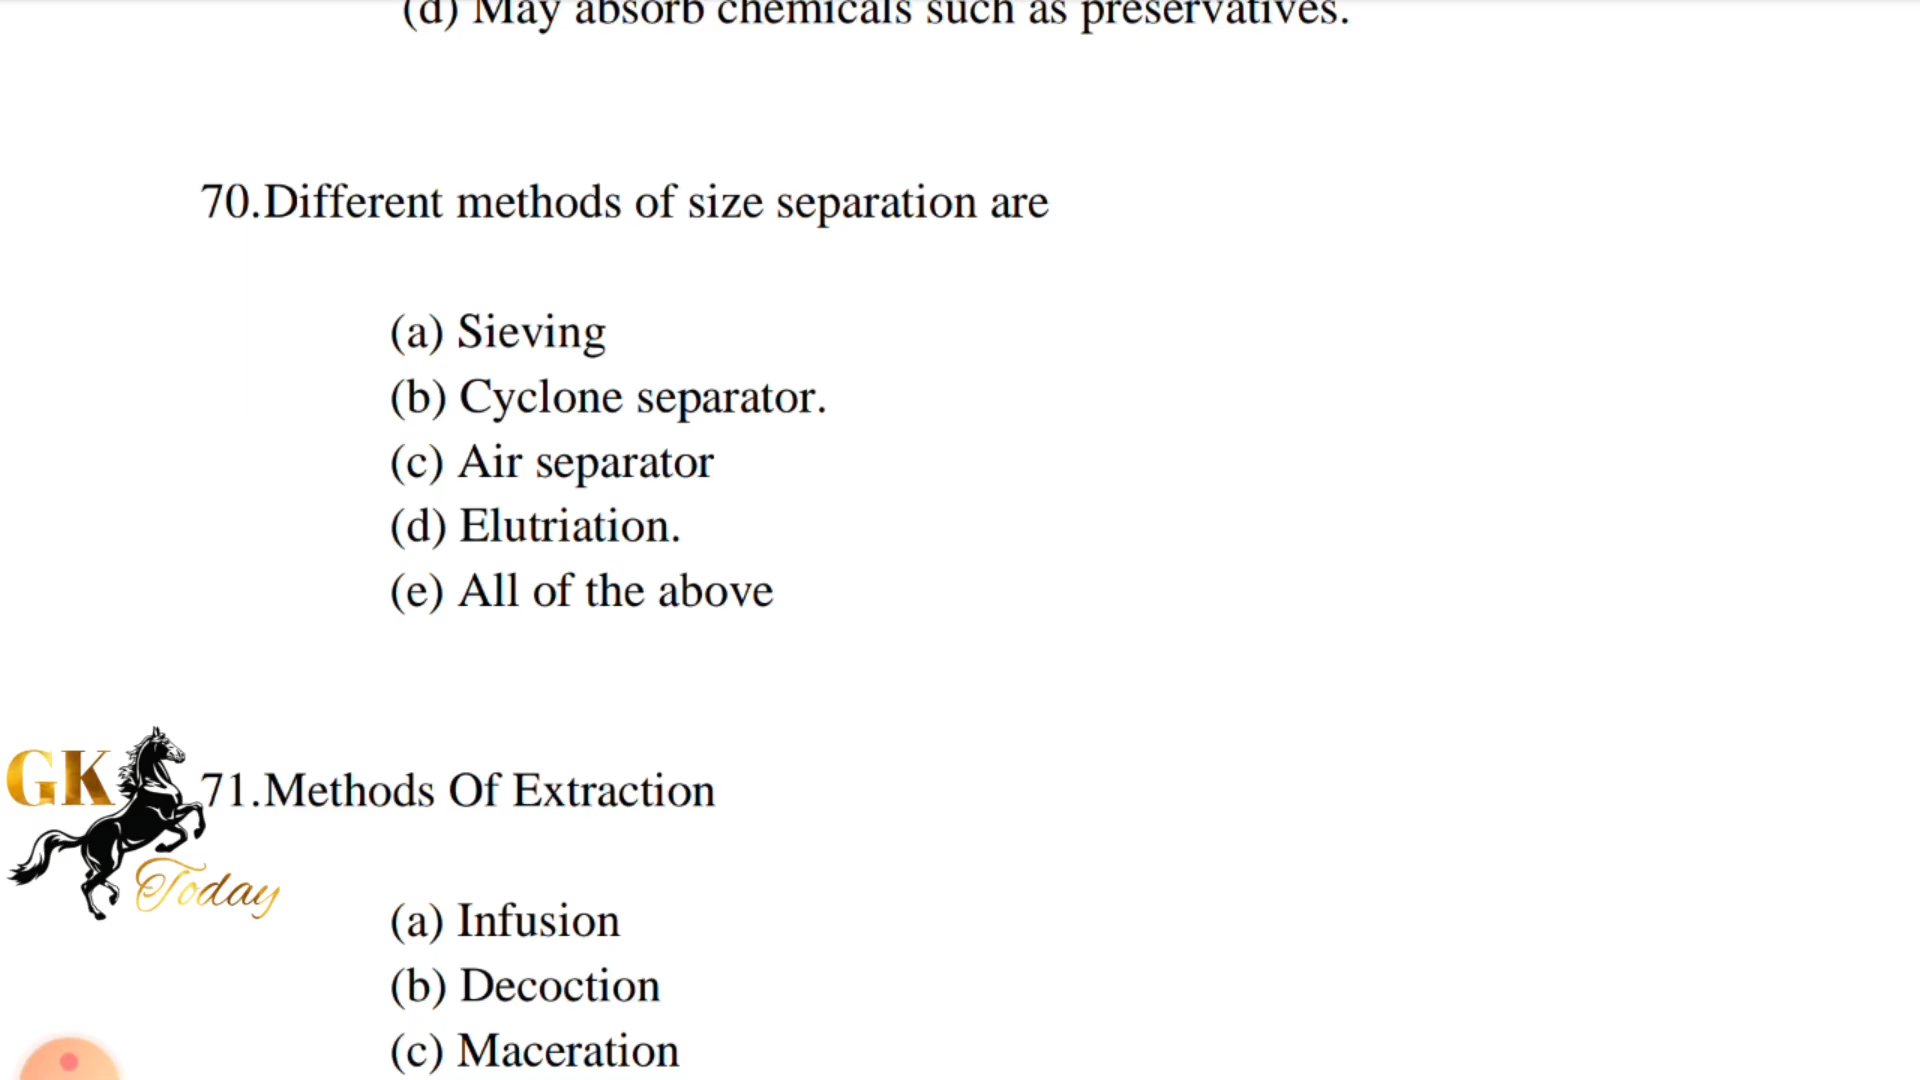 (d) May absorb chemicals such as preservatives.
70.Different methods of size separation are
(a) Sieving
(b) Cyclone separator.
(c) Air separator
(d) Elutriation.
(e) All of the above
GK
Today
71.Methods Of Extraction
(a) Infusion
(b) Decoction
(c) Maceration